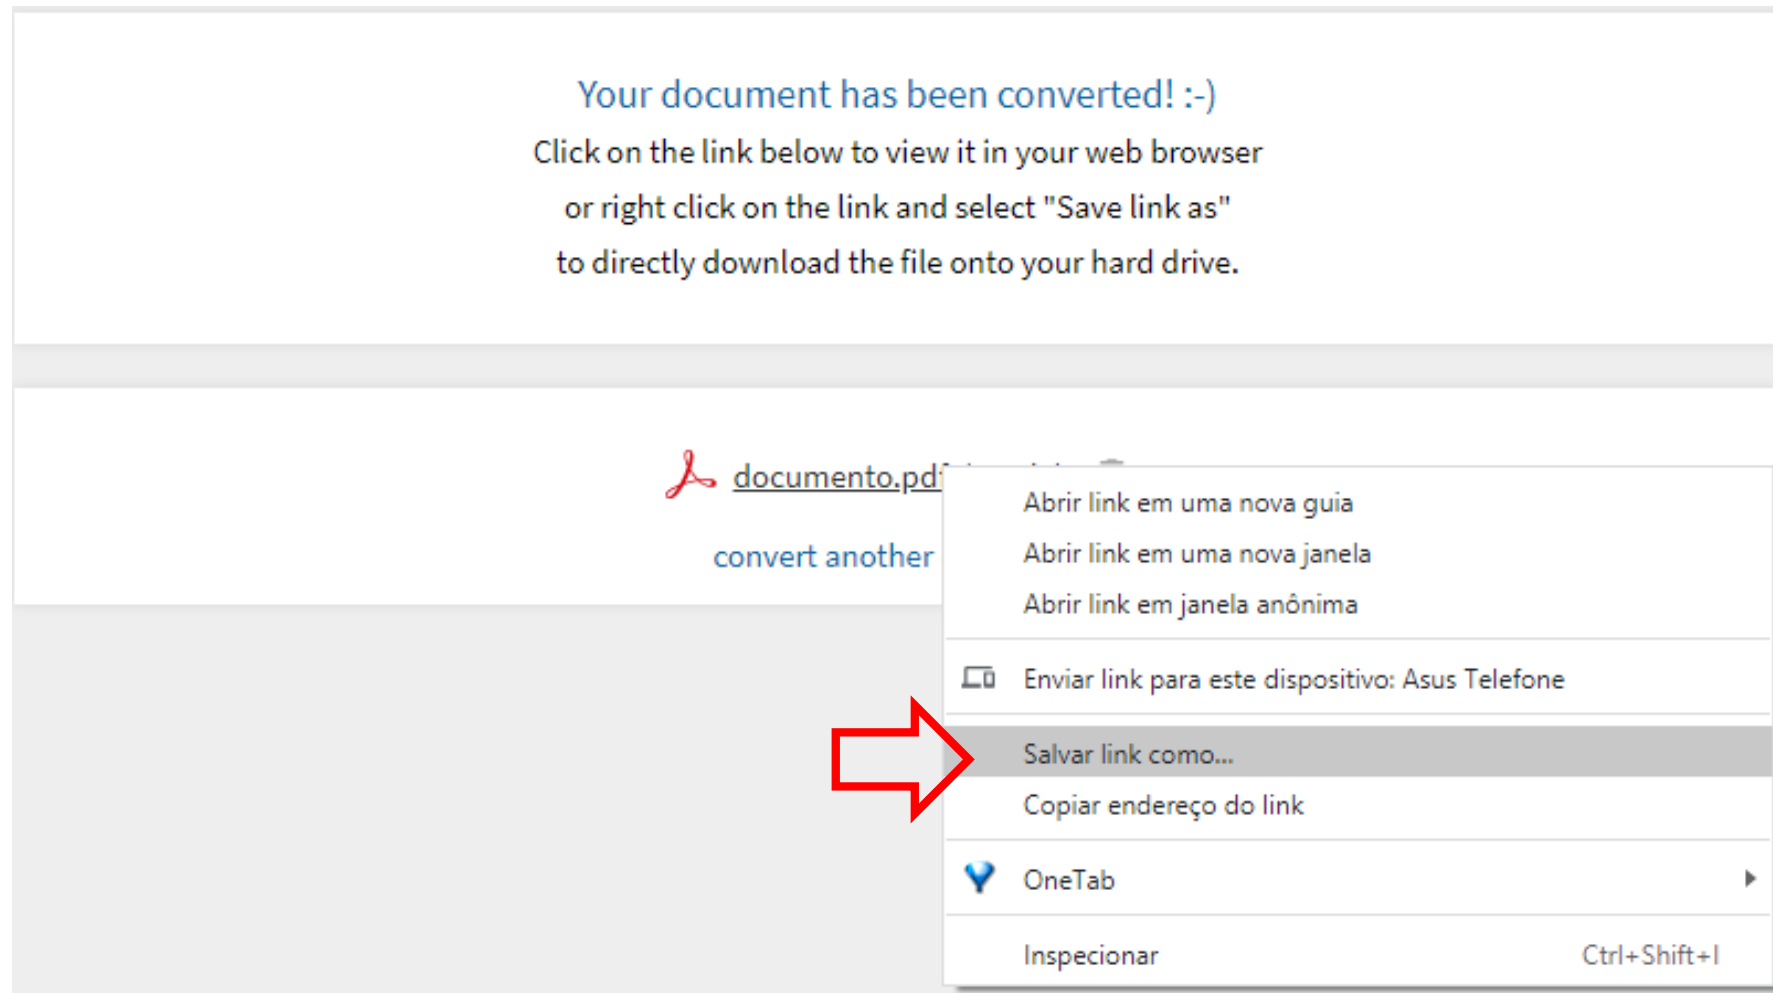 Your document has been converted! :-)
Click on the link below to view it in your web browser
or right click on the link and select "Save link as"
to directly download the file onto your hard drive.
documento.pdf
convert another
Abrir link em uma nova guia
Abrir link em uma nova janela
Abrir link em janela anônima
Enviar link para este dispositivo: Asus Telefone
Salvar link como...
Copiar endereço do link
OneTab
Inspecionar Ctrl+Shift+I